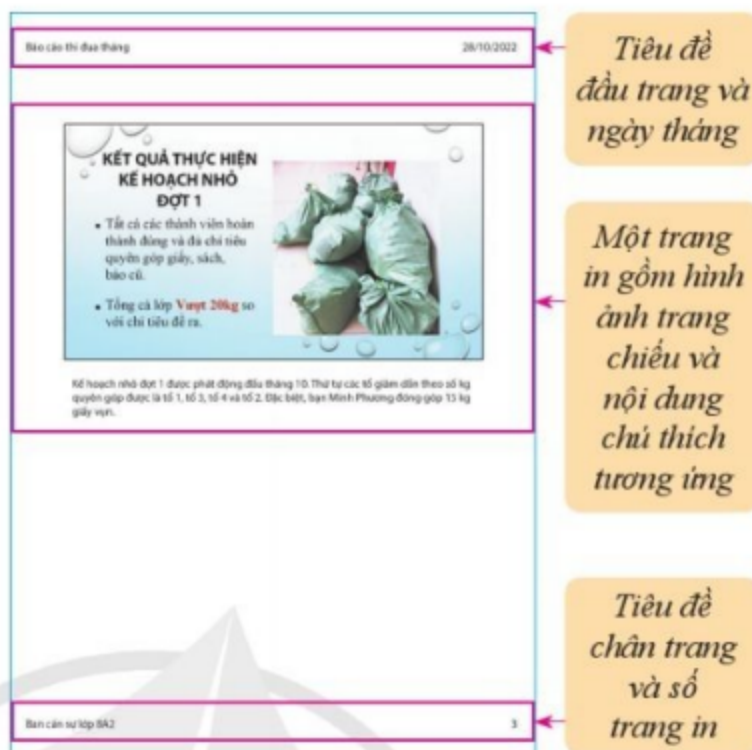 Báo cáo thi đua tháng 28/10/2022
Tiêu đề
đầu trang và
ngày tháng
KẾT QUẢ THỰC HIỆN
KẾ HOẠCH NHỎ
ĐỢT 1
• Tất cả các thành viên hoàn
thành đúng và đủ chỉ tiêu
quyên góp giấy, sách,
báo cũ.
• Tổng cả lớp Vượt 20kg so
với chỉ tiêu đề ra.
Kế hoạch nhỏ đợt 1 được phát động đầu tháng 10. Thứ tự các tổ giảm dần theo số kg
quyên góp được là tổ 1, tổ 3, tổ 4 và tổ 2. Đặc biệt, bạn Minh Phương đóng góp 15 kg
giấy vụn.
Một trang
in gồm hình
ảnh trang
chiếu và
nội dung
chú thích
tương ứng
Ban cán sự lớp 8A2 3
Tiêu đề
chân trang
và số
trang in